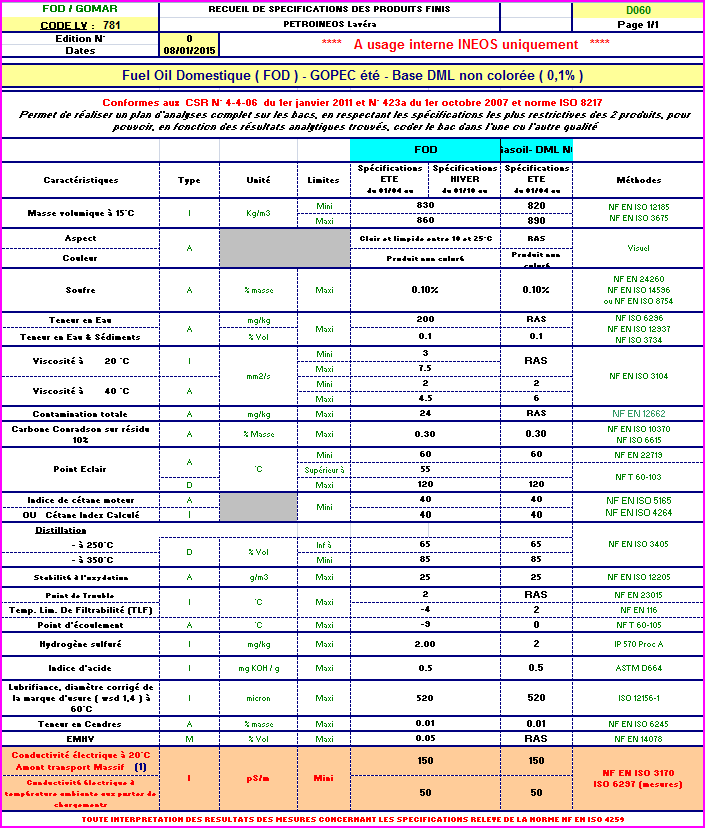 FOD / GOMAR RECUEIL DE SPECIFICATIONS DES PRODUITS FINIS D060
CODE LY : 781 PETROINEOS Lavéra Page 1/1
Edition N° 0
Dates 08/01/2015
**** A usage interne INEOS uniquement ****
Fuel Oil Domestique ( FOD ) - GOPEC été - Base DML non colorée ( 0,1% )
Conformes aux CSR N° 4-4-06 du 1er janvier 2011 et N° 423a du 1er octobre 2007 et norme ISO 8217
Permet de réaliser un plan d'analyses complet sur les bacs, en respectant les spécifications les plus restrictives des 2 produits, pour
pouvoir, en fonction des résultats analytiques trouvés, coder le bac dans l'une ou l'autre qualité
FOD Gasoil- DML N
Caractéristiques Type Unité Limites Spécifications ETE du 01/04 au Spécifications HIVER du 01/10 au Spécifications ETE du 01/04 au Méthodes
Masse volumique à 15°C I Kg/m3 Mini 830 820 NF EN ISO 12185
Maxi 860 890 NF EN ISO 3675
Aspect A Clair et limpide entre 10 et 25°C RAS Visuel
Couleur Produit non coloré Produit non coloré
Soufre A % masse Maxi 0.10% 0.10% NF EN 24260
NF EN ISO 14596
ou NF EN ISO 8754
Teneur en Eau A mg/kg Maxi 200 RAS NF ISO 6296
NF EN ISO 12937
Teneur en Eau & Sédiments % Vol 0.1 0.1 NF ISO 3734
Viscosité à 20 °C I mm2/s Mini 3 RAS NF EN ISO 3104
Maxi 7.5
Viscosité à 40 °C A Mini 2 2
Maxi 4.5 6
Contamination totale A mg/kg Maxi 24 RAS NF EN 12662
Carbone Conradson sur résidu 10% A % Masse Maxi 0.30 0.30 NF EN ISO 10370
NF ISO 6615
Point Eclair A °C Mini 60 60 NF EN 22719
Supérieur à 55 NF T 60-103
D Maxi 120 120
Indice de cétane moteur A Mini 40 40 NF EN ISO 5165
OU Cétane Index Calculé I 40 40 NF EN ISO 4264
Distillation
- à 250°C D % Vol Inf à 65 65 NF EN ISO 3405
- à 350°C Mini 85 85
Stabilité à l'oxydation A g/m3 Maxi 25 25 NF EN ISO 12205
Point de Trouble I °C Maxi 2 RAS NF EN 23015
Temp. Lim. De Filtrabilité (TLF) -4 2 NF EN 116
Point d'écoulement A °C Maxi -9 0 NF T 60-105
Hydrogène sulfuré I mg/kg Maxi 2.00 2 IP 570 Proc A
Indice d'acide I mg KOH / g Maxi 0.5 0.5 ASTM D664
Lubrifiance, diamètre corrigé de
la marque d'usure ( wsd 1,4 ) à
60°C I micron Maxi 520 520 ISO 12156-1
Teneur en Cendres A % masse Maxi 0.01 0.01 NF EN ISO 6245
EMHV M % Vol Maxi 0.05 RAS NF EN 14078
Conductivité électrique à 20°C
Amont transport Massif (1) I pS/m Mini 150 150 NF EN ISO 3170
ISO 6297 (mesures)
Conductivité électrique à
température ambiante aux postes de
chargements 50 50
TOUTE INTERPRETATION DES RESULTATS DES MESURES CONCERNANT LES SPECIFICATIONS RELEVE DE LA NORME NF EN ISO 4259